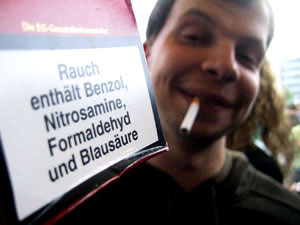 Die EG-Gesundheitsminister:
Rauch
enthält Benzol,
Nitrosamine,
Formaldehyd
und Blausäure